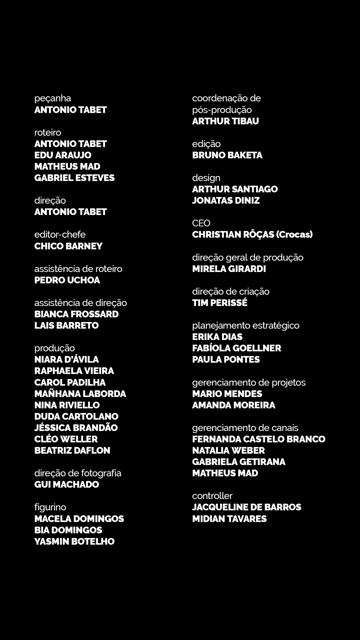 peçanha
ANTONIO TABET
roteiro
ANTONIO TABET
EDU ARAUJO
MATHEUS MAD
GABRIEL ESTEVES
direção
ANTONIO TABET
editor-chefe
CHICO BARNEY
assistência de roteiro
PEDRO UCHOA
assistência de direção
BIANCA FROSSARD
LAIS BARRETO
produção
NIARA D'ÁVILA
RAPHAELA VIEIRA
CAROL PADILHA
MAÑHANA LABORDA
NINA RIVIELLO
DUDA CARTOLANO
JÉSSICA BRANDÃO
CLÉO WELLER
BEATRIZ DAFLON
direção de fotografia
GUI MACHADO
figurino
MACELA DOMINGOS
BIA DOMINGOS
YASMIN BOTELHO
coordenação de
pós-produção
ARTHUR TIBAU
edição
BRUNO BAKETA
design
ARTHUR SANTIAGO
JONATAS DINIZ
CEO
CHRISTIAN RÔÇAS (Crocas)
direção geral de produção
MIRELA GIRARDI
direção de criação
TIM PERISSÉ
planejamento estratégico
ERIKA DIAS
FABÍOLA GOELLNER
PAULA PONTES
gerenciamento de projetos
MARIO MENDES
AMANDA MOREIRA
gerenciamento de canais
FERNANDA CASTELO BRANCO
NATALIA WEBER
GABRIELA GETIRANA
MATHEUS MAD
controller
JACQUELINE DE BARROS
MIDIAN TAVARES